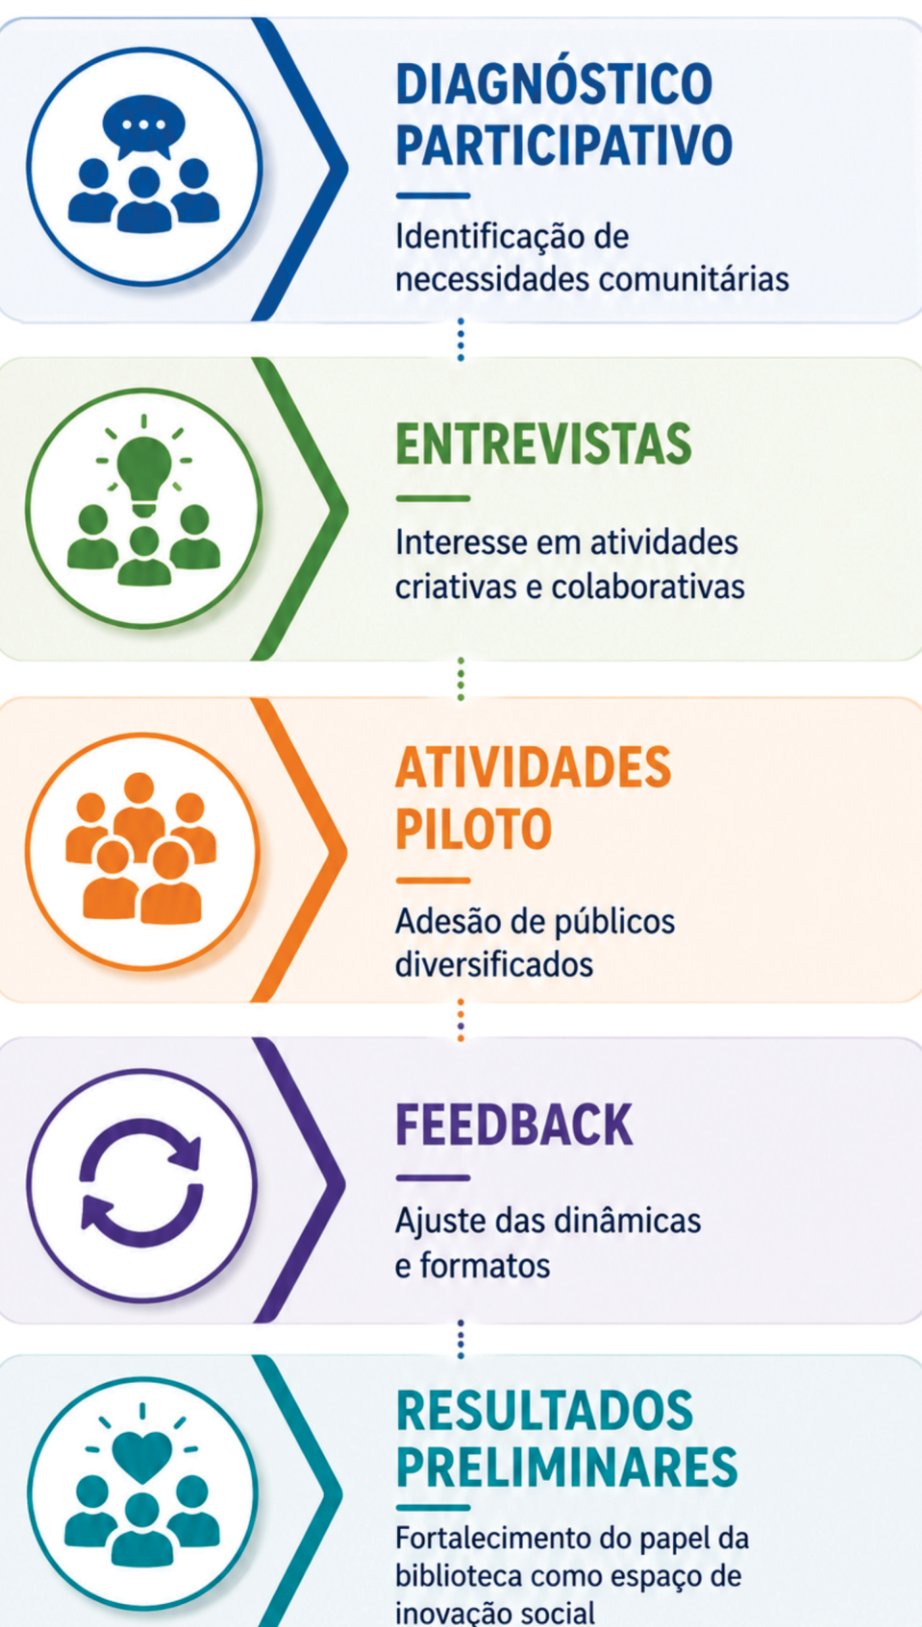 DIAGNÓSTICO
PARTICIPATIVO
Identificação de
necessidades comunitárias
ENTREVISTAS
Interesse em atividades
criativas e colaborativas
ATIVIDADES
PILOTO
Adesão de públicos
diversificados
FEEDBACK
Ajuste das dinâmicas
e formatos
RESULTADOS
PRELIMINARES
Fortalecimento do papel da
biblioteca como espaço de
inovação social